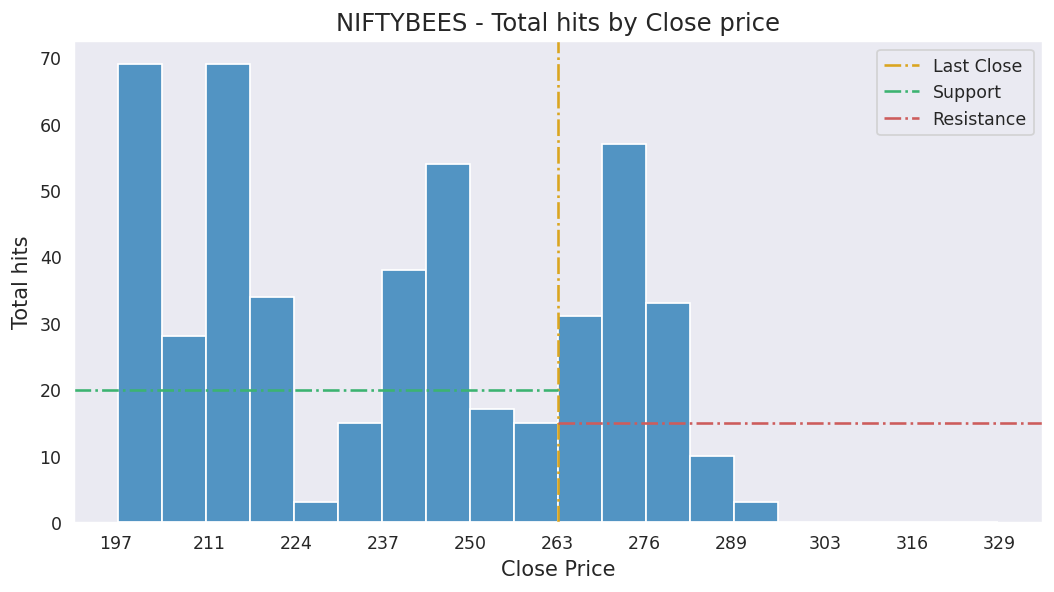 NIFTYBEES - Total hits by Close price
Last Close
Support
Resistance
Total hits
70
60
50
40
30
20
10
0
197 211 224 237 250 263 276 289 303 316 329
Close Price